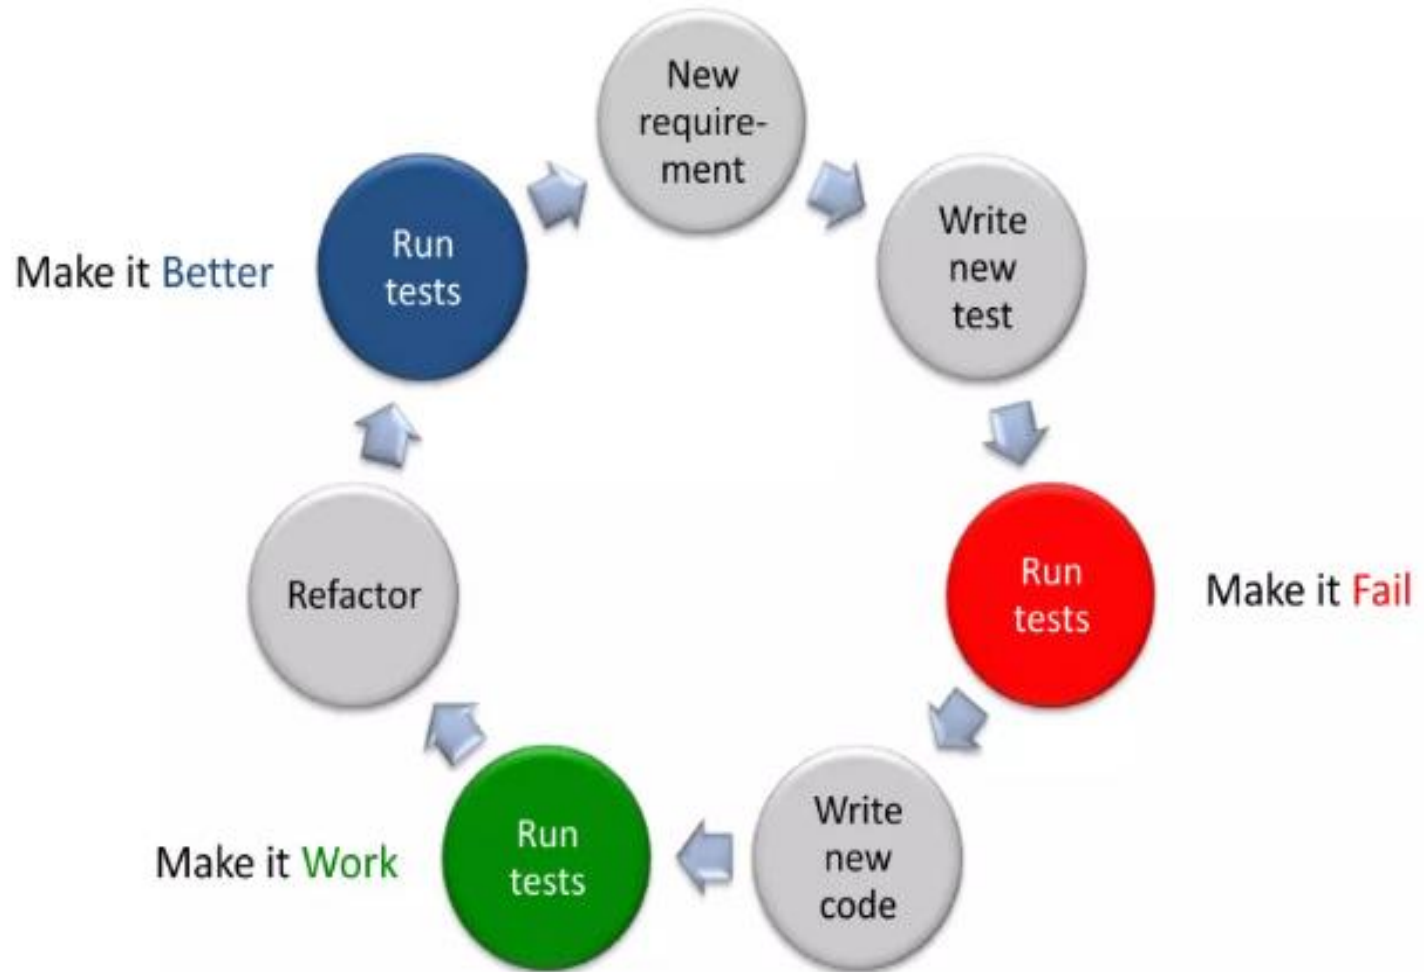 New
require-
ment
Write
new
test
Run
tests
Make it Fail
Write
new
code
Run
tests
Make it Work
Refactor
Run
tests
Make it Better